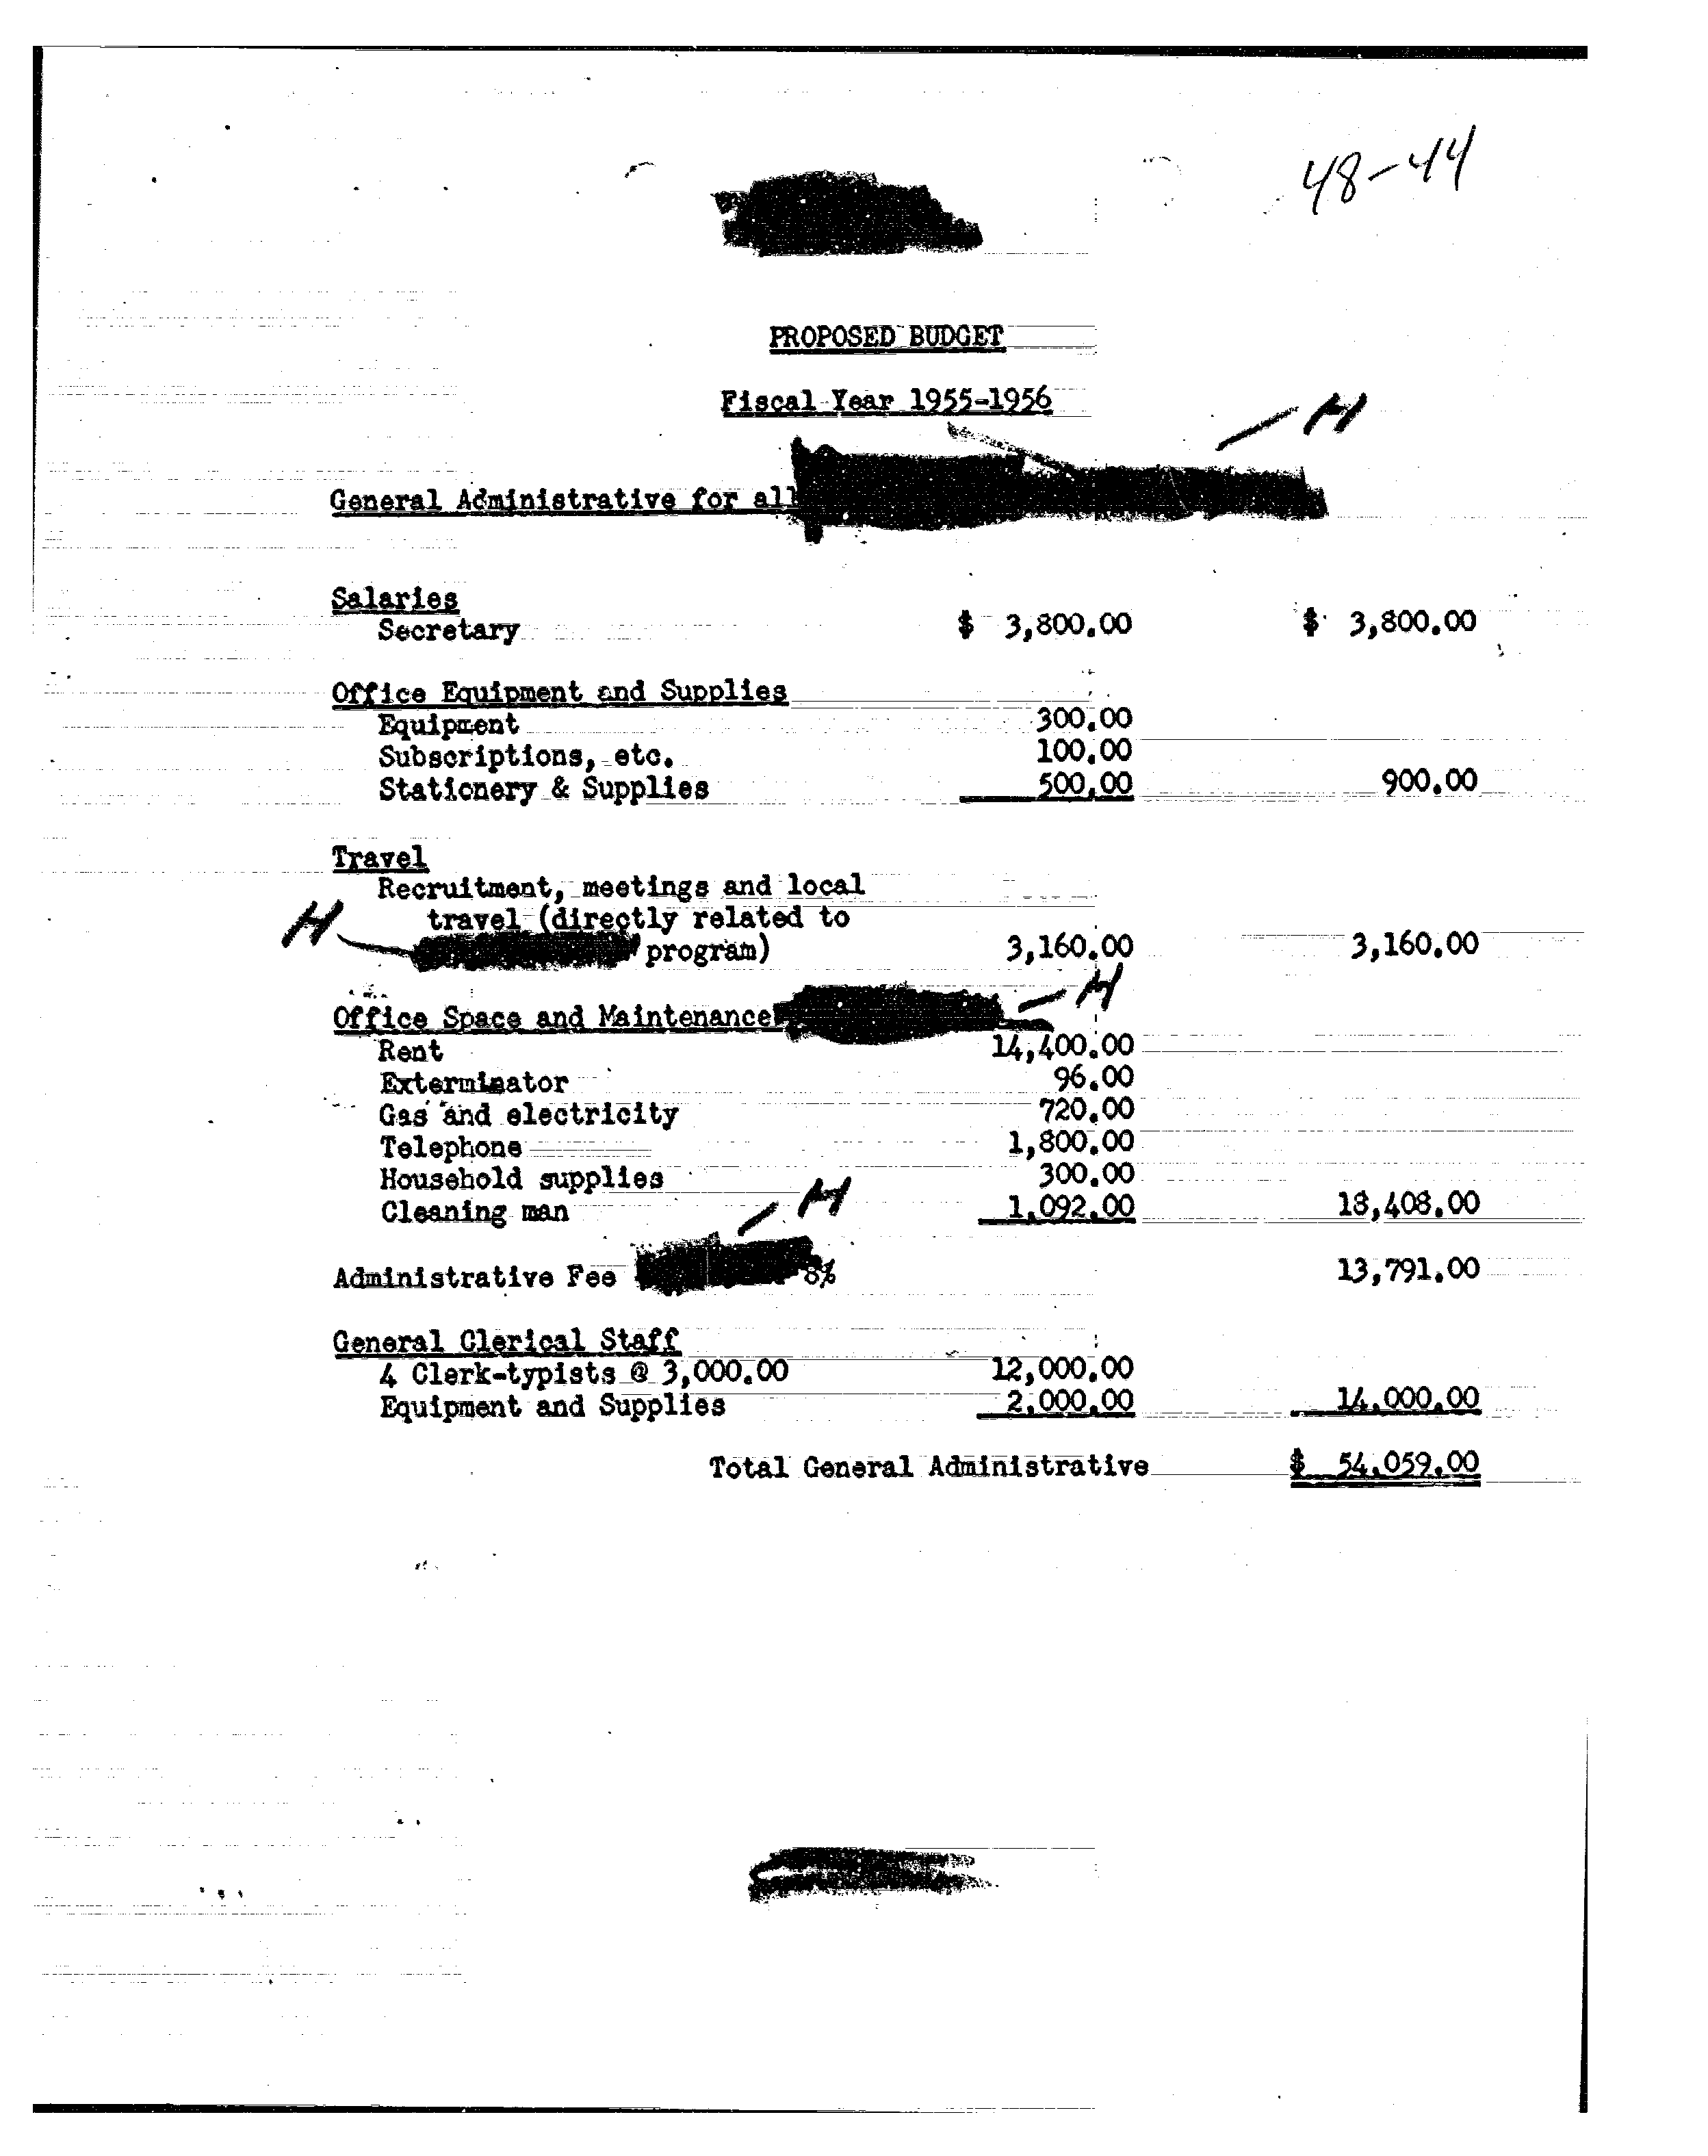 48-44
PROPOSED BUDGET
Fiscal Year 1955-1956
H
General Administrative for all
Salaries
Secretary $ 3,800.00 $ 3,800.00
Office Equipment and Supplies
Equipment 300.00
Subscriptions, etc. 100.00
Stationery & Supplies 500.00 900.00
Travel
Recruitment, meetings and local
travel (directly related to
H program) 3,160.00 3,160.00
Office Space and Maintenance H
Rent 14,400.00
Exterminator 96.00
Gas and electricity 720.00
Telephone 1,800.00
Household supplies 300.00
Cleaning man 1,092.00 18,408.00
H
Administrative Fee 8% 13,791.00
General Clerical Staff
4 Clerk-typists @ 3,000.00 12,000.00
Equipment and Supplies 2,000.00 14,000.00
Total General Administrative $ 54,059.00